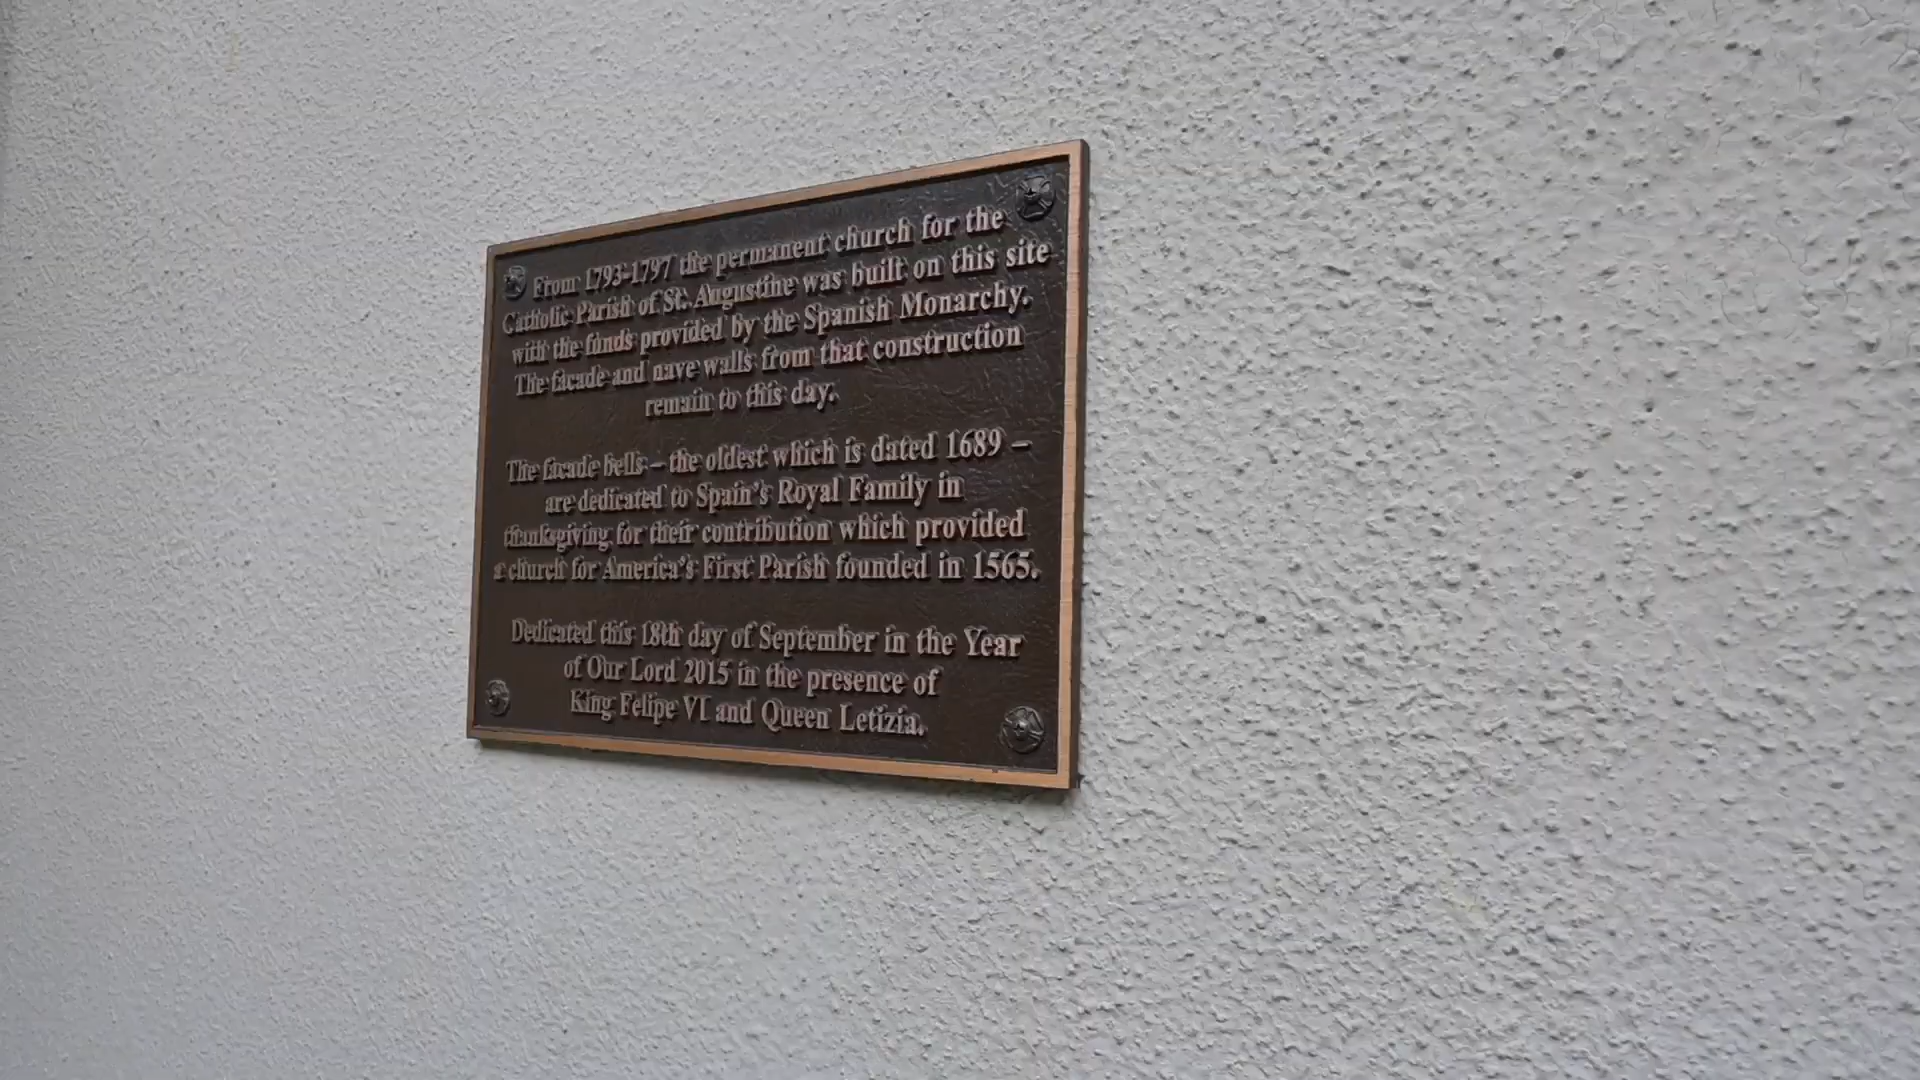 From 1793-1797 the permanent church for the
Catholic Parish of St. Augustine was built on this site
with the funds provided by the Spanish Monarchy.
The facade and nave walls from that construction
remain to this day.
The facade bells – the oldest which is dated 1689 –
are dedicated to Spain's Royal Family in
thanksgiving for their contribution which provided
a church for America's First Parish founded in 1565.
Dedicated this 18th day of September in the Year
of Our Lord 2015 in the presence of
King Felipe VI and Queen Letizia.